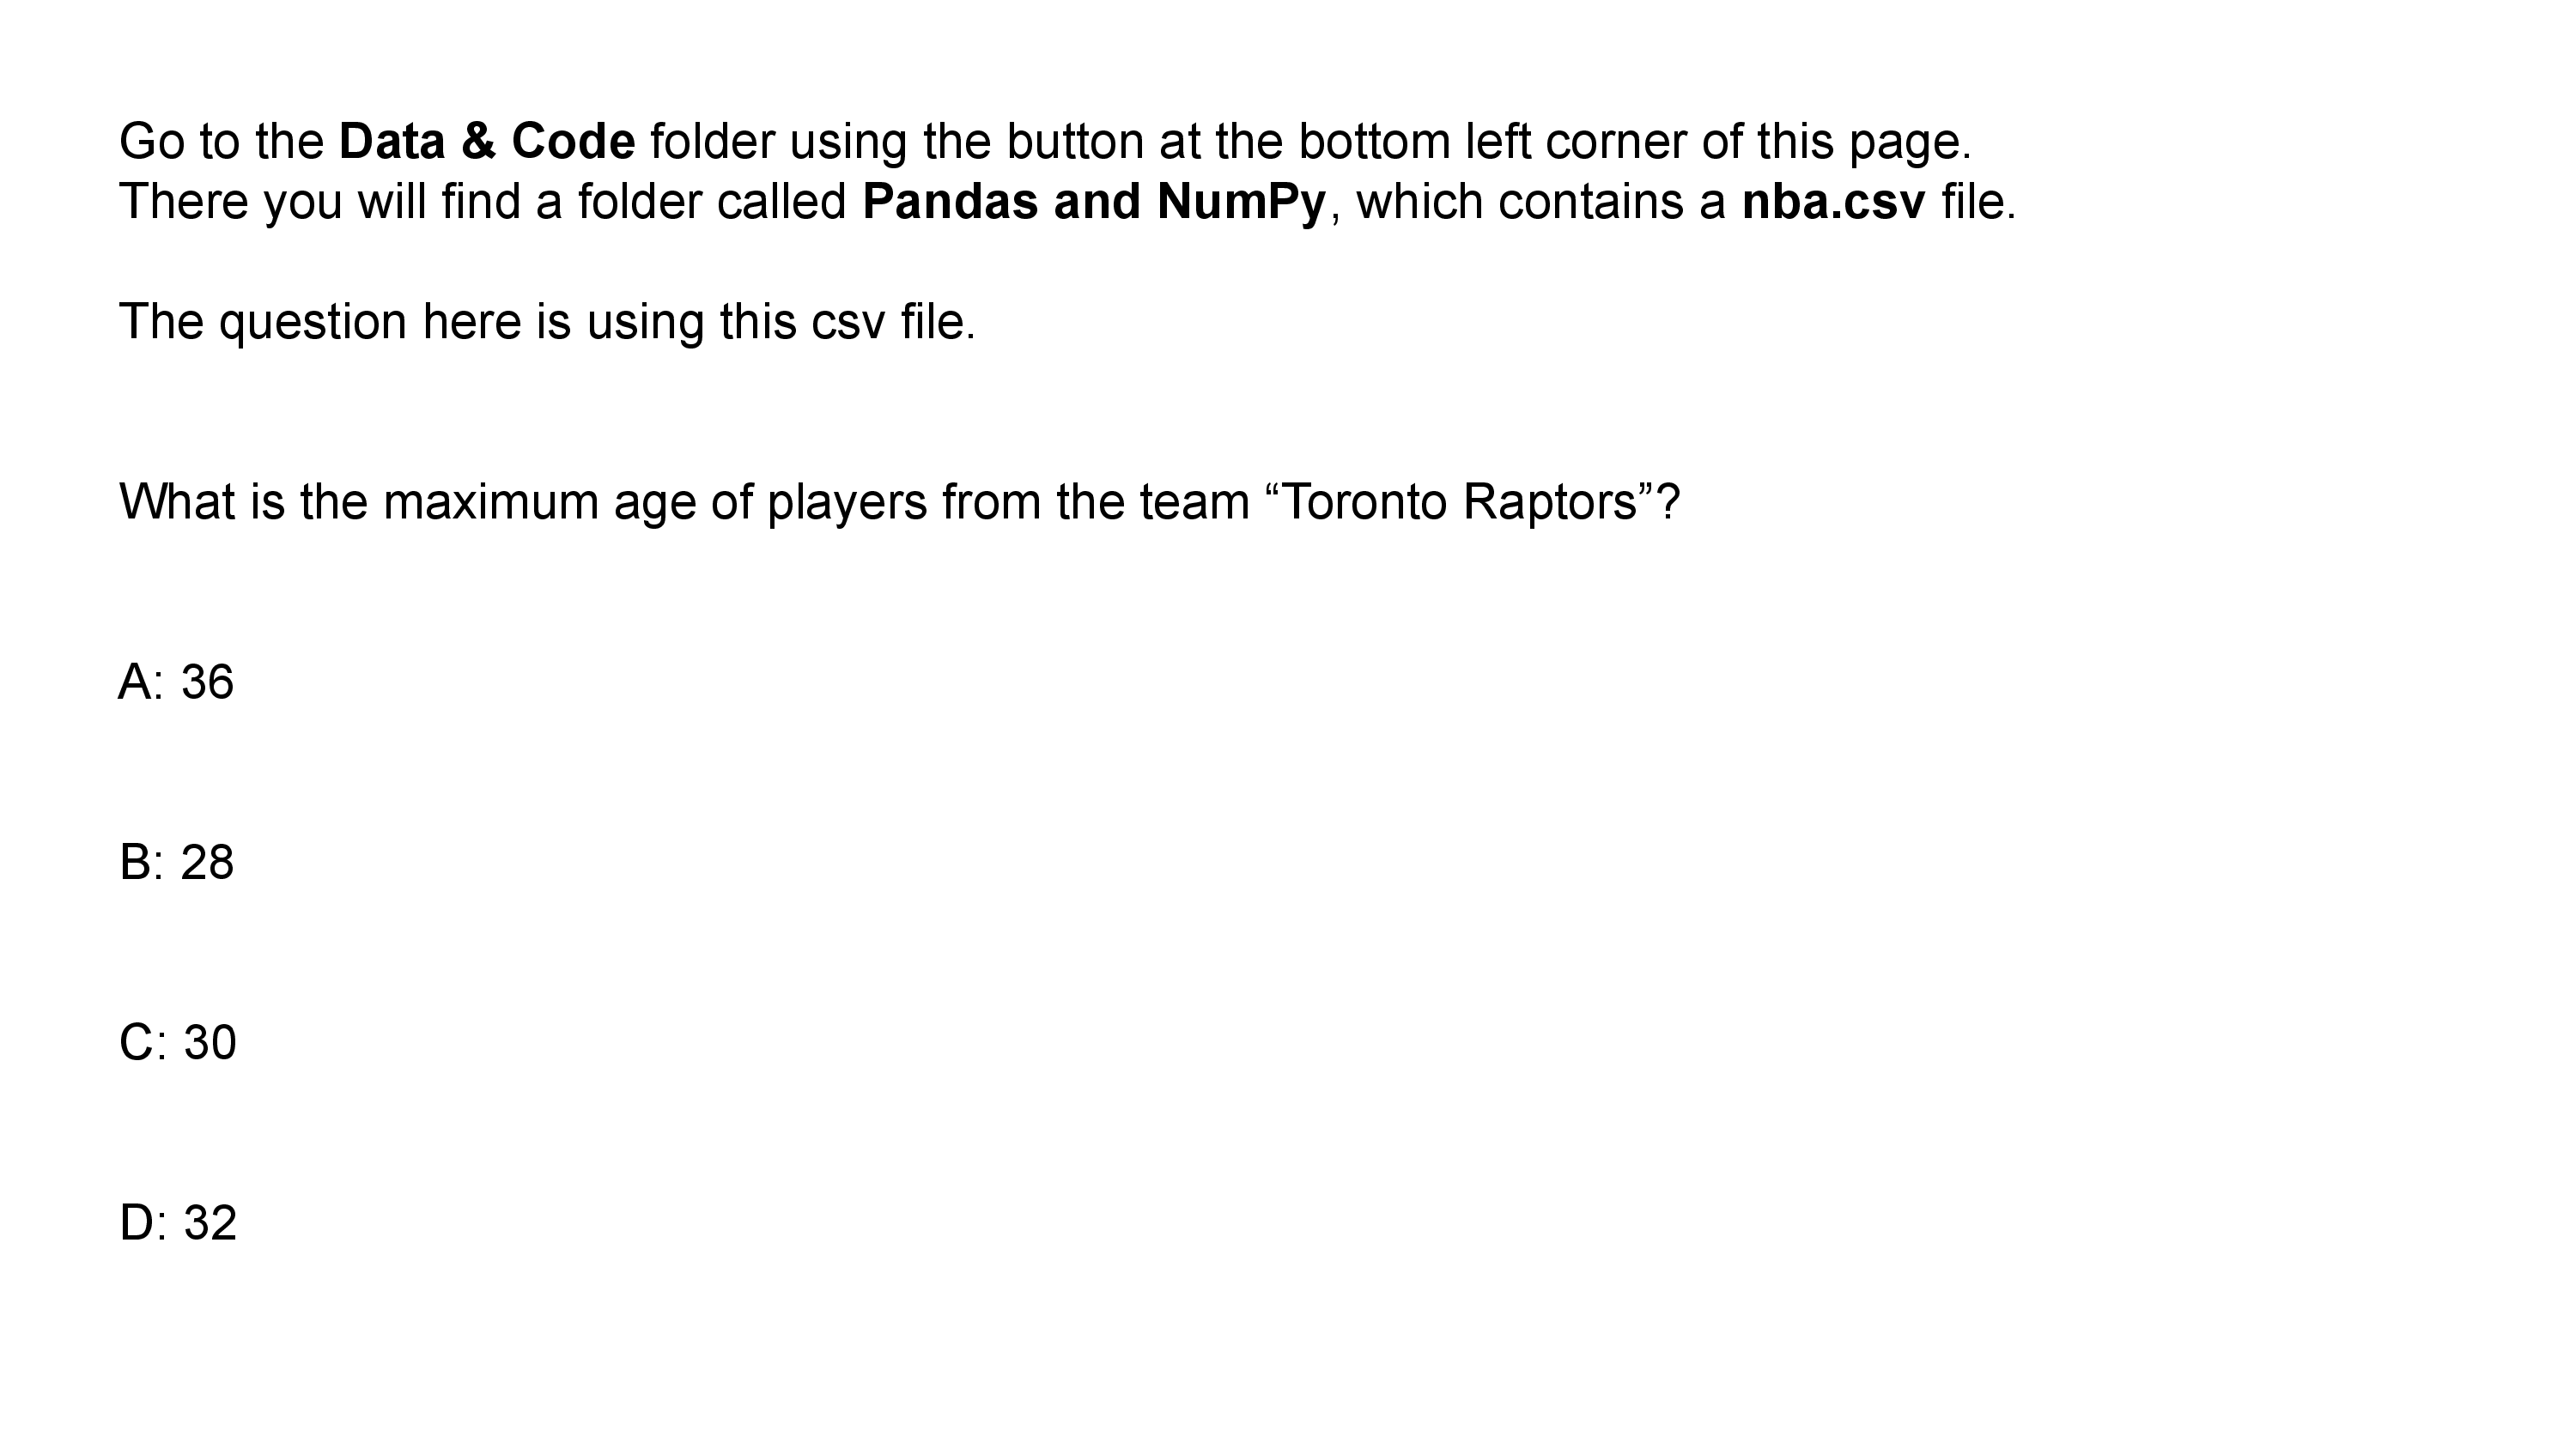 Go to the Data & Code folder using the button at the bottom left corner of this page.
There you will find a folder called Pandas and NumPy, which contains a nba.csv file.
The question here is using this csv file.
What is the maximum age of players from the team “Toronto Raptors”?
A: 36
B: 28
C: 30
D: 32